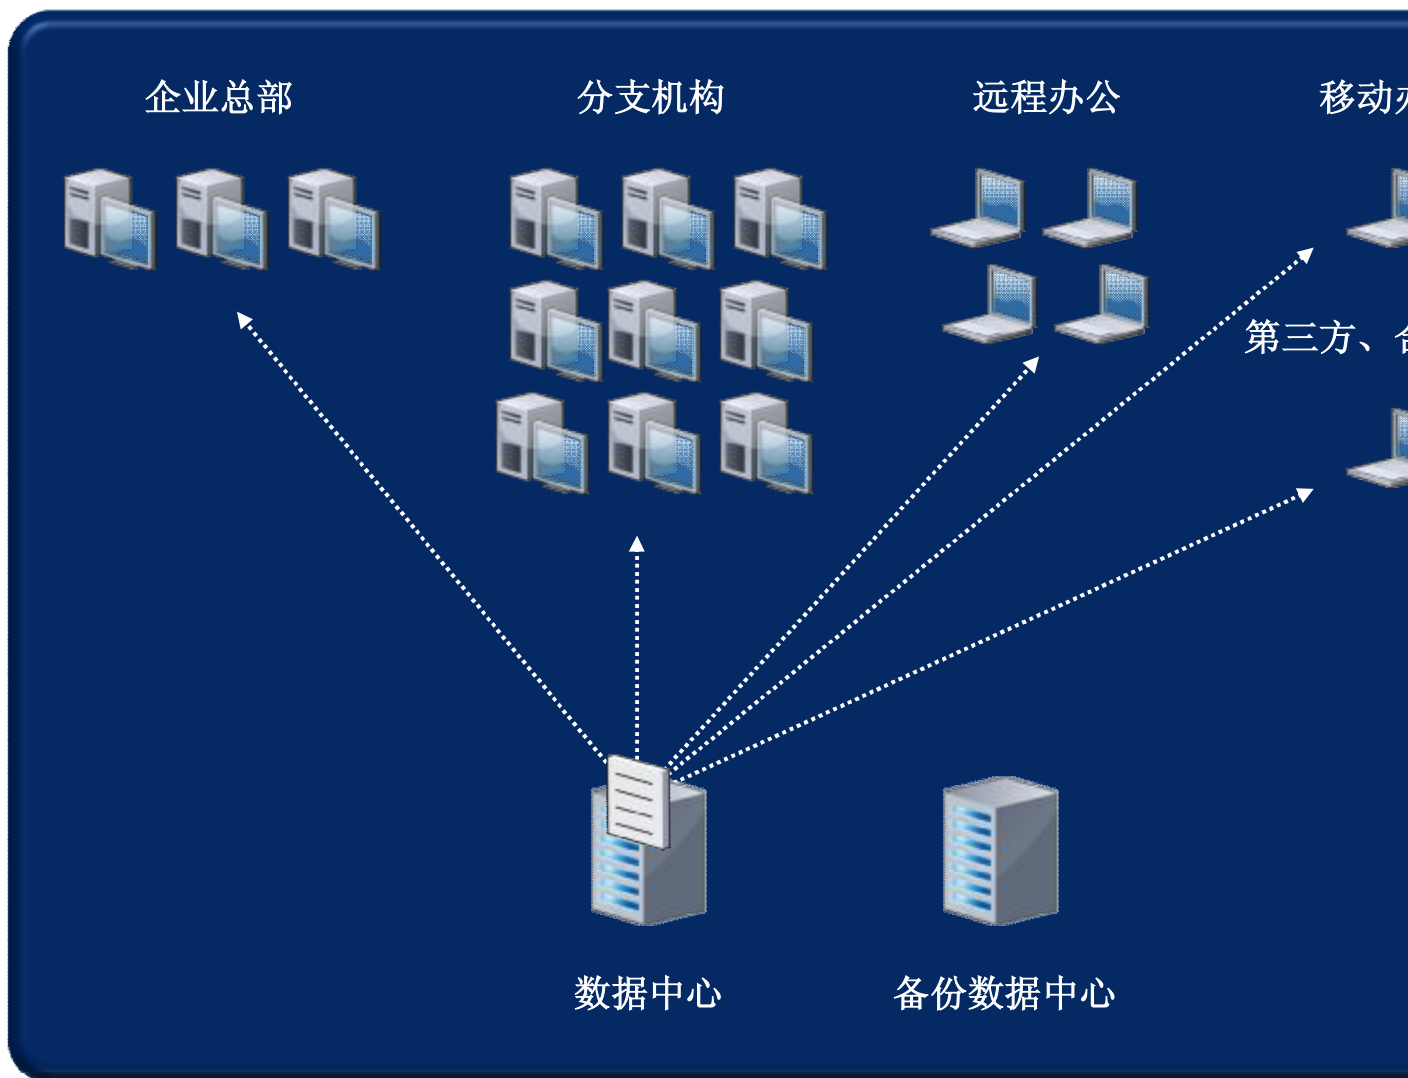 企业总部
分支机构
远程办公
移动
第三方、
数据中心
备份数据中心